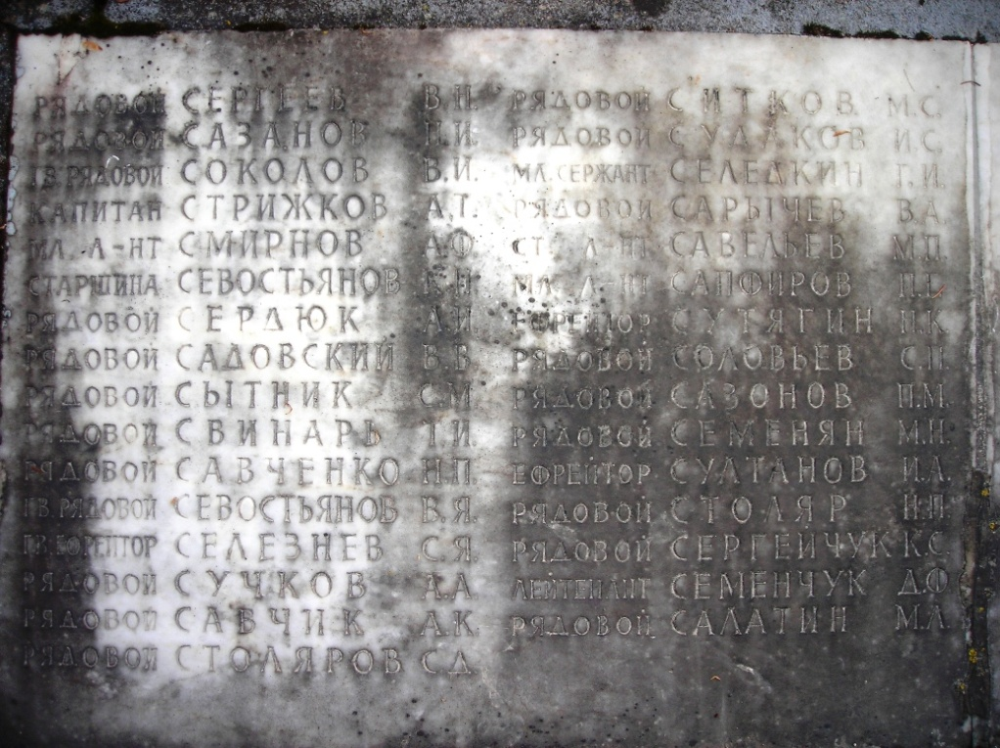 РЯДОВОЙ СЕРГЕЕВ В.П.
РЯДОВОЙ САЗАНОВ П.И.
ГВ.РЯДОВОЙ СОКОЛОВ В.И.
КАПИТАН СТРИЖКОВ А.Т.
МЛ. Л-НТ СМИРНОВ А.Ф.
СТАРШИНА СЕВОСТЬЯНОВ
РЯДОВОЙ СЕРДЮК А.И.
РЯДОВОЙ САДОВСКИЙ В.В.
РЯДОВОЙ СЫТНИК С.М.
РЯДОВОЙ СВИНАРЬ Т.И.
РЯДОВОЙ САВЧЕНКО Н.П.
ГВ.РЯДОВОЙ СЕВОСТЬЯНОВ В.Я.
ГВ.ЕФРЕЙТОР СЕЛЕЗНЕВ С.Я.
РЯДОВОЙ СУЧКОВ А.А
РЯДОВОЙ САВЧИК А.К.
РЯДОВОЙ СТОЛЯРОВ С.Д.
РЯДОВОЙ СИТКОВ М.С.
РЯДОВОЙ СУДАКОВ И.С.
МЛ. СЕРЖАНТ СЕЛЕДКИН Г.И.
РЯДОВОЙ САРЫЧЕВ В.А.
СТ. Л-НТ САВЕЛЬЕВ М.П.
МЛ. Л-НТ САПФИРОВ П.Е.
ЕФРЕЙТОР СУТЯГИН П.К.
РЯДОВОЙ СОЛОВЬЕВ С.П.
РЯДОВОЙ САЗОНОВ П.М.
РЯДОВОЙ СЕМЕНЯН М.П.
ЕФРЕЙТОР СУЛТАНОВ И.А.
РЯДОВОЙ СТОЛЯР Н.П.
РЯДОВОЙ СЕРГЕЙЧУК К.С.
ЛЕЙТЕНАНТ СЕМЕНЧУК Д.Ф
РЯДОВОЙ САЛАТИН М.Л.